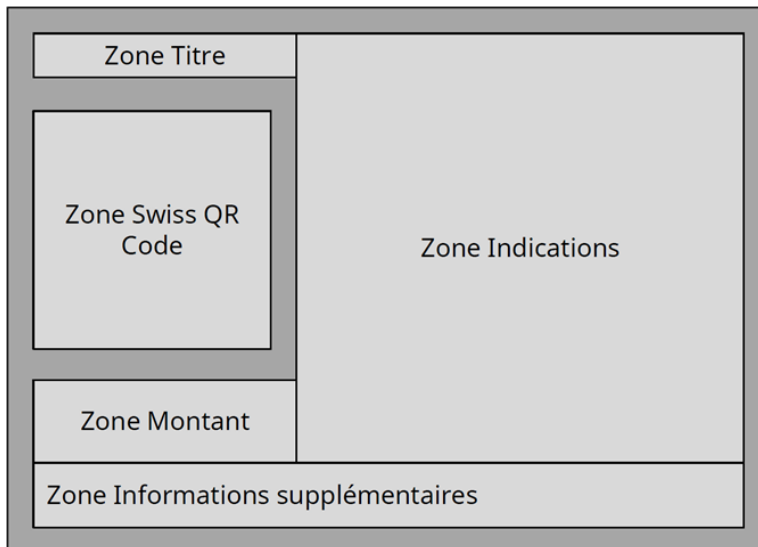 Zone Titre
Zone Swiss QR
Code
Zone Indications
Zone Montant
Zone Informations supplémentaires